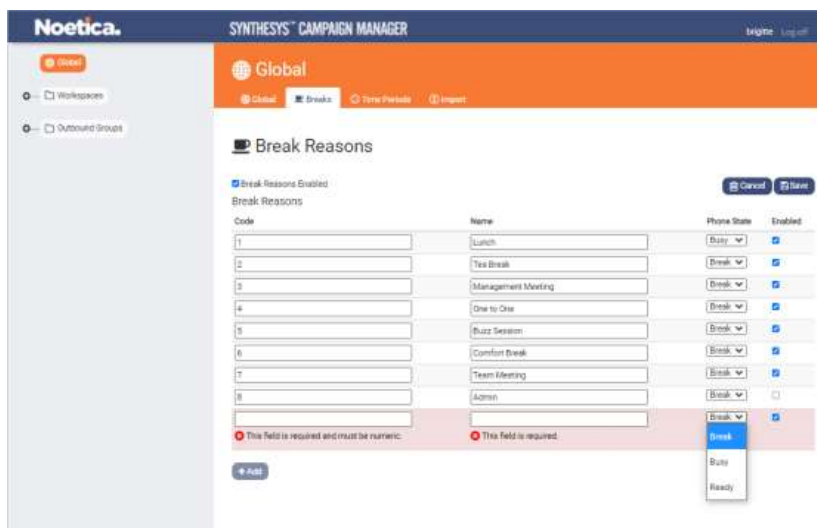 Noetica.
SYNTHESYS™ CAMPAIGN MANAGER
brigitte Log off
Global
Workspaces
Outbound Groups
Global
Global Breaks Time Periods Import
Break Reasons
Break Reasons Enabled
Cancel Save
Break Reasons
Code Name Phone State Enabled
1 Lunch Busy
2 Tea Break Break
3 Management Meeting Break
4 One to One Break
5 Buzz Session Break
6 Comfort Break Break
7 Team Meeting Break
8 Admin Break
Break
This field is required and must be numeric. This field is required.
Break
Busy
Ready
+ Add